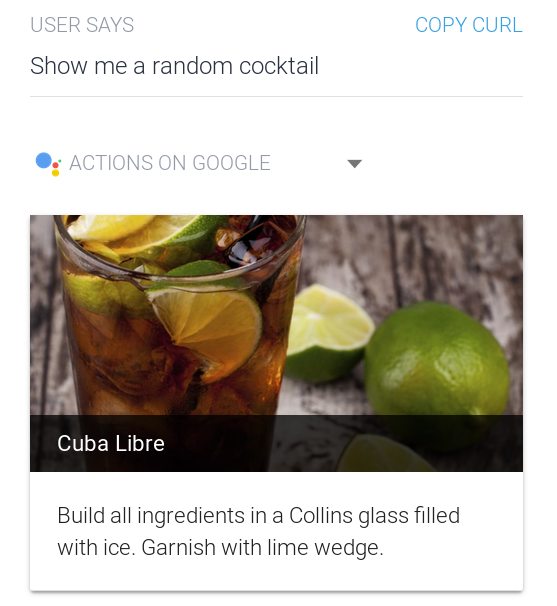 USER SAYS
COPY CURL
Show me a random cocktail
ACTIONS ON GOOGLE
Cuba Libre
Build all ingredients in a Collins glass filled
with ice. Garnish with lime wedge.